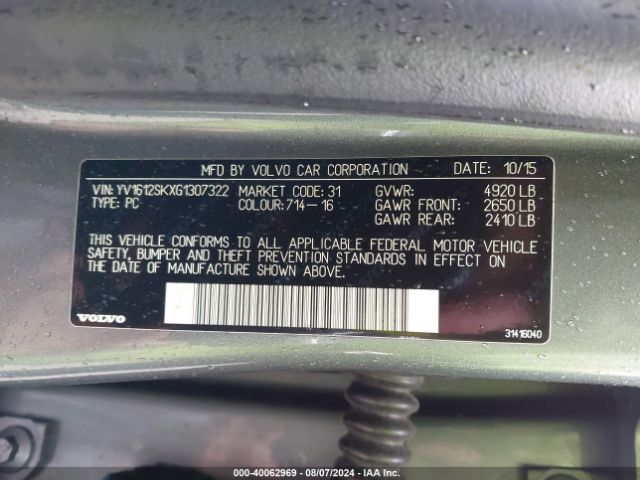 MFD BY VOLVO CAR CORPORATION DATE: 10/15
VIN: YV1612SKXG1307322 MARKET CODE: 31 GVWR: 4920 LB
TYPE: PC COLOUR: 714-16 GAWR FRONT: 2650 LB
GAWR REAR: 2410 LB
THIS VEHICLE CONFORMS TO ALL APPLICABLE FEDERAL MOTOR VEHICLE
SAFETY, BUMPER AND THEFT PREVENTION STANDARDS IN EFFECT ON
THE DATE OF MANUFACTURE SHOWN ABOVE.
VOLVO 31416040
000-40062969 | 08/07/2024 | IAA Inc.